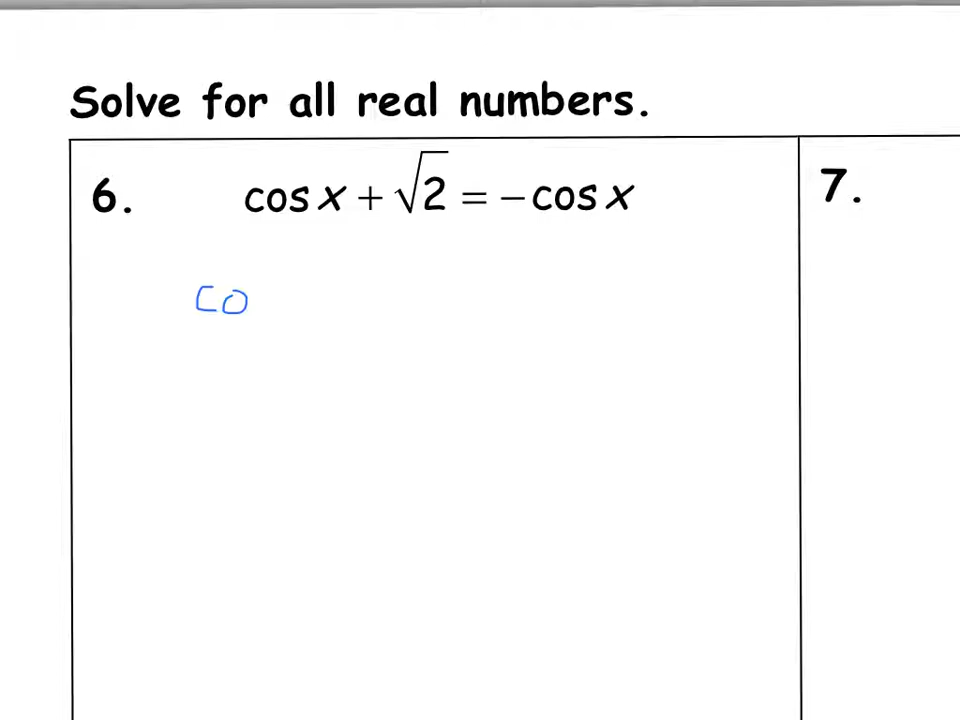 Solve for all real numbers.
6. cos x + √2 = − cos x
7.
co